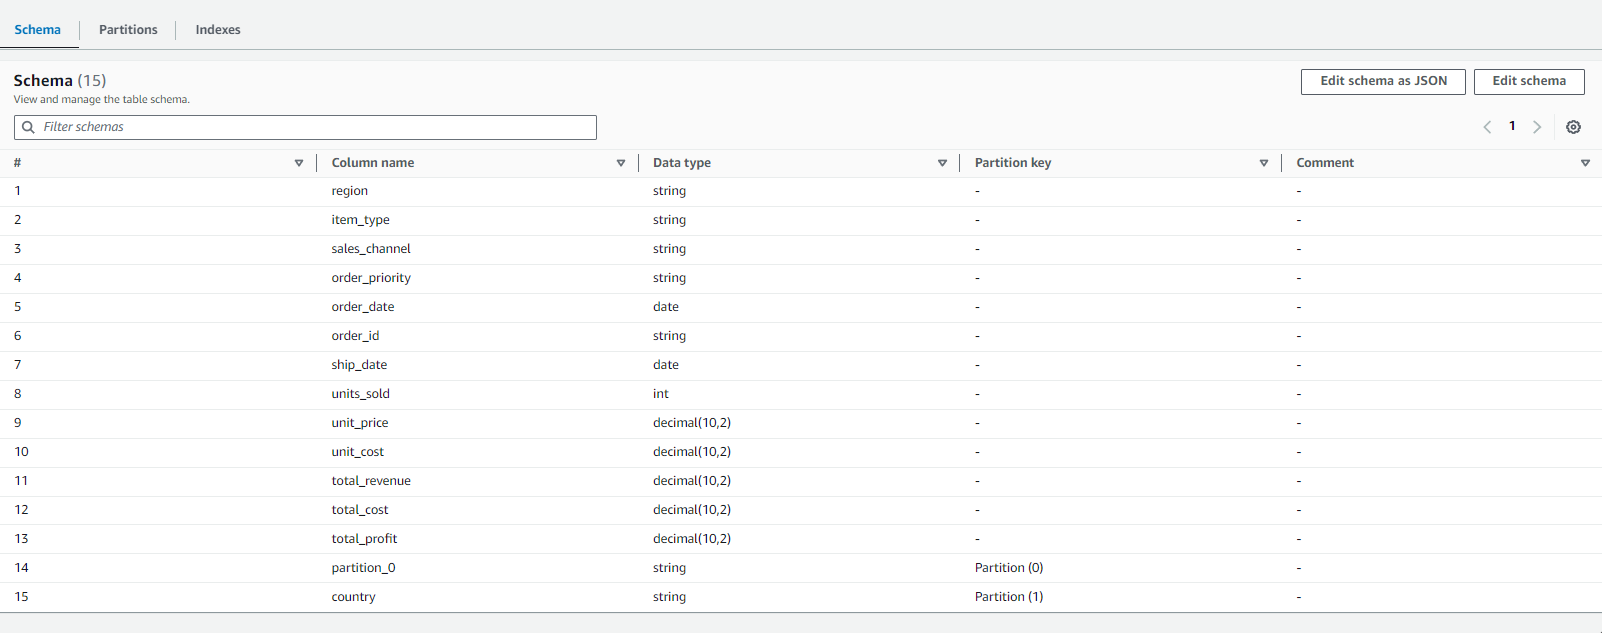 Schema Partitions Indexes
Schema (15) Edit schema as JSON Edit schema
View and manage the table schema.
Filter schemas 1
# Column name Data type Partition key Comment
1 region string - -
2 item_type string - -
3 sales_channel string - -
4 order_priority string - -
5 order_date date - -
6 order_id string - -
7 ship_date date - -
8 units_sold int - -
9 unit_price decimal(10,2) - -
10 unit_cost decimal(10,2) - -
11 total_revenue decimal(10,2) - -
12 total_cost decimal(10,2) - -
13 total_profit decimal(10,2) - -
14 partition_0 string Partition (0) -
15 country string Partition (1) -